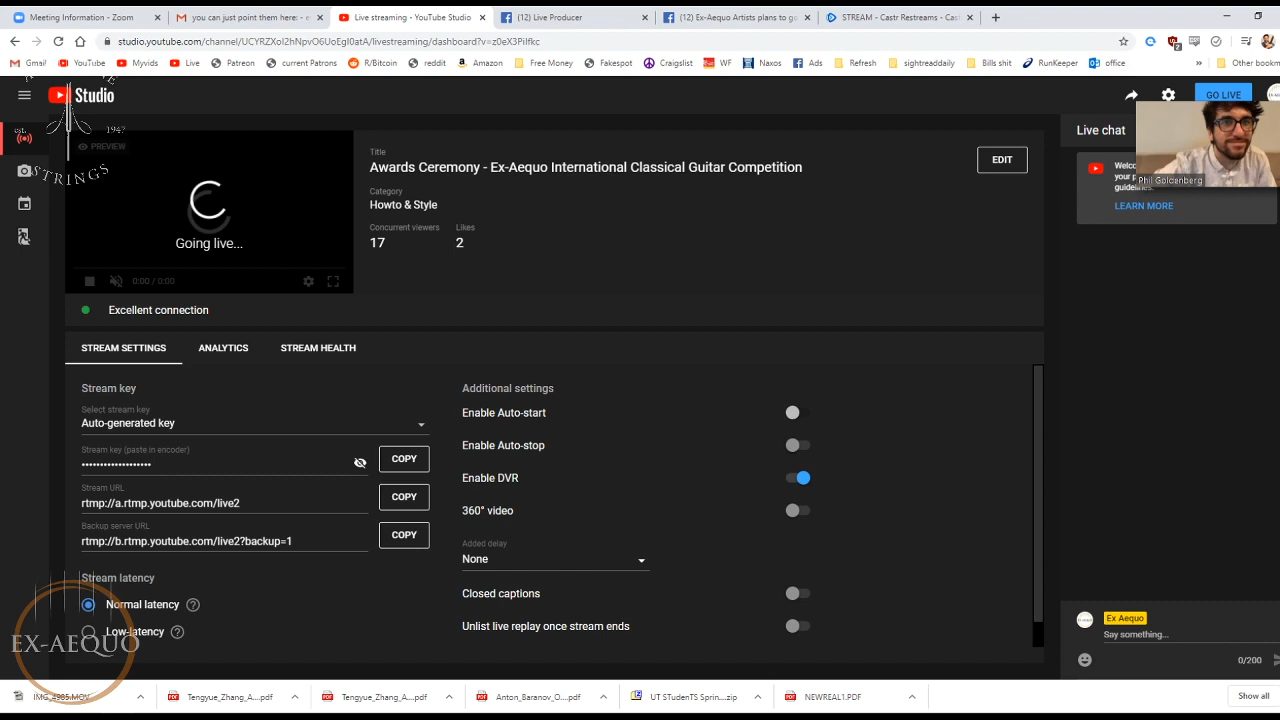 Meeting Information - Zoom
you can just point them here: - e
Live streaming - YouTube Studio
(12) Live Producer
(12) Ex-Aequo Artists plans to go
STREAM - Castr Restreams - Cast
studio.youtube.com/channel/UCYRZXoI2hNpvO6UoEgI0atA/livestreaming/dashboard?v=z0eX3Pilfkc
Gmail YouTube Myvids Live Patreon current Patrons R/Bitcoin reddit Amazon Free Money Fakespot Craigslist WF Naxos Ads Refresh sightreaddaily Bills shit RunKeeper office » Other bookm
Studio
GO LIVE
est. 194?
STRINGS
PREVIEW
Going live...
0:00 / 0:00
Title
Awards Ceremony - Ex-Aequo International Classical Guitar Competition
EDIT
Category
Howto & Style
Concurrent viewers Likes
17 2
Excellent connection
Live chat
Phil Goldenberg
Welc
your p
guidelines.
LEARN MORE
STREAM SETTINGS ANALYTICS STREAM HEALTH
Stream key
Select stream key
Auto-generated key
Stream key (paste in encoder)
••••••••••••••••••• COPY
Stream URL
rtmp://a.rtmp.youtube.com/live2 COPY
Backup server URL
rtmp://b.rtmp.youtube.com/live2?backup=1 COPY
Stream latency
Normal latency
Low-latency
EX-AEQUO
Additional settings
Enable Auto-start
Enable Auto-stop
Enable DVR
360° video
Added delay
None
Closed captions
Unlist live replay once stream ends
Ex Aequo
Say something...
0/200
IMG_4985.MOV
Tengyue_Zhang_A....pdf
Tengyue_Zhang_A....pdf
Anton_Baranov_O....pdf
UT STudenTS Sprin....zip
NEWREAL1.PDF
Show all